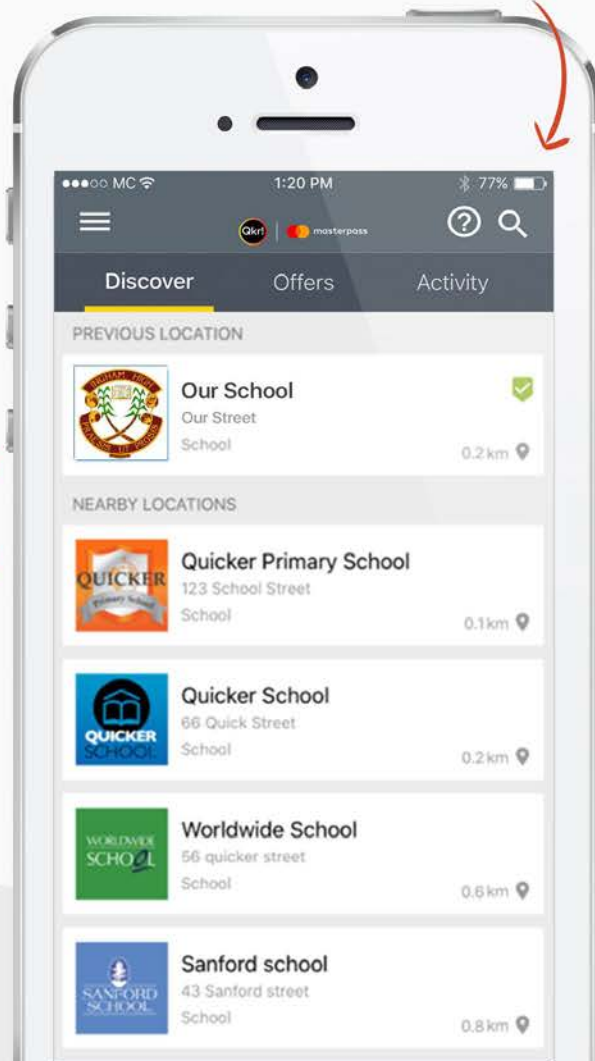 MC
1:20 PM
77%
Qkr!
masterpass
Discover
Offers
Activity
PREVIOUS LOCATION
INGHAM HIGH
Our School
Our Street
School
0.2 km
NEARBY LOCATIONS
QUICKER
Primary School
Quicker Primary School
123 School Street
School
0.1km
QUICKER
SCHOOL
Quicker School
66 Quick Street
School
0.2 km
WORLDWIDE
SCHOOL
Worldwide School
56 quicker street
School
0.6 km
SANFORD
SCHOOL
Sanford school
43 Sanford street
School
0.8 km